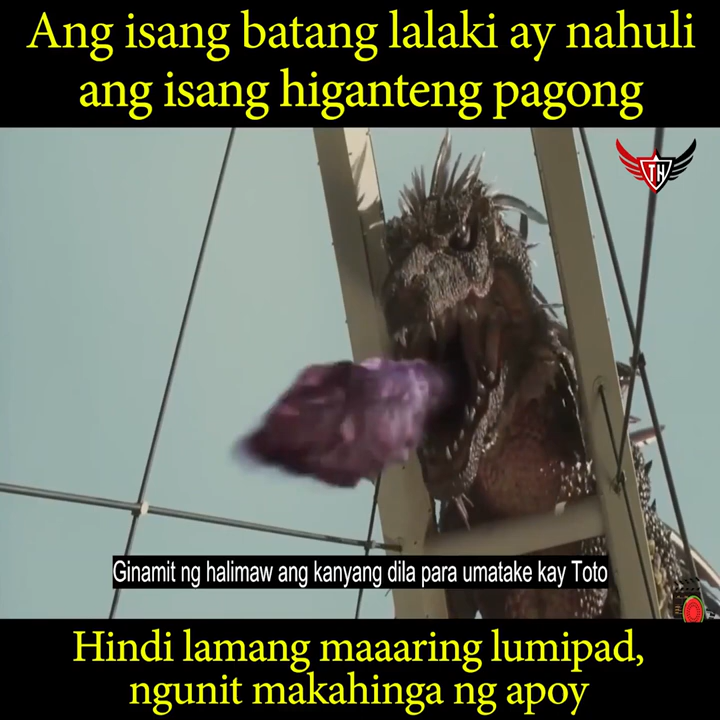 Ang isang batang lalaki ay nahuli
ang isang higanteng pagong
TH
Ginamit ng halimaw ang kanyang dila para umatake kay Toto
Hindi lamang maaaring lumipad,
ngunit makahinga ng apoy